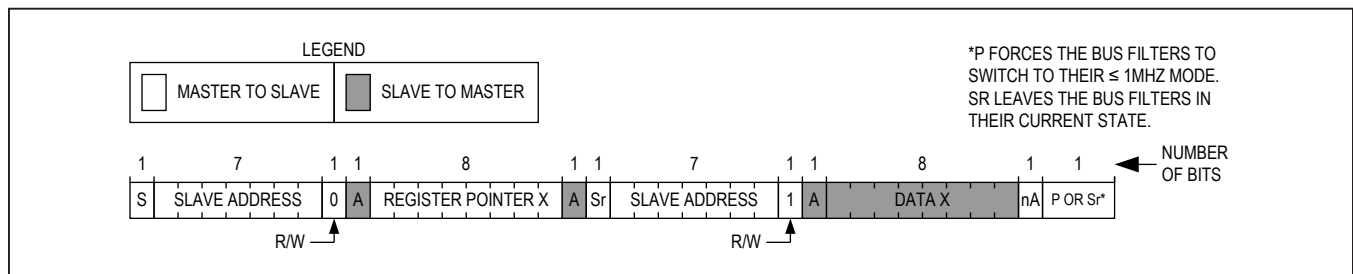 LEGEND
MASTER TO SLAVE
SLAVE TO MASTER
*P FORCES THE BUS FILTERS TO
SWITCH TO THEIR ≤ 1MHZ MODE.
SR LEAVES THE BUS FILTERS IN
THEIR CURRENT STATE.
1 7 1 1 8 1 1 7 1 1 8 1 1
NUMBER
OF BITS
S SLAVE ADDRESS 0 A REGISTER POINTER X A Sr SLAVE ADDRESS 1 A DATA X nA P OR Sr*
R/W R/W